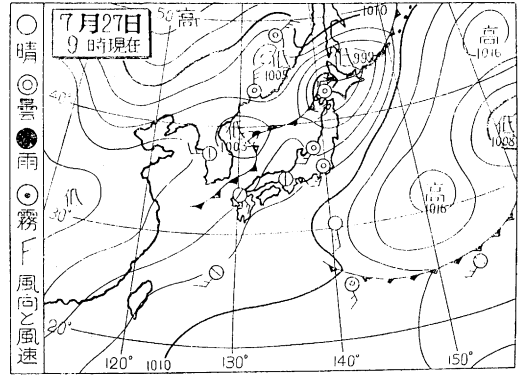 7月27日
9時現在
晴
曇
雨
霧
風向と風速
50°
高
1010
低
1005
低
999
高
1016
40°
低
1003
低
1008
低
30°
高
1016
20°
120°
1010
130°
140°
150°